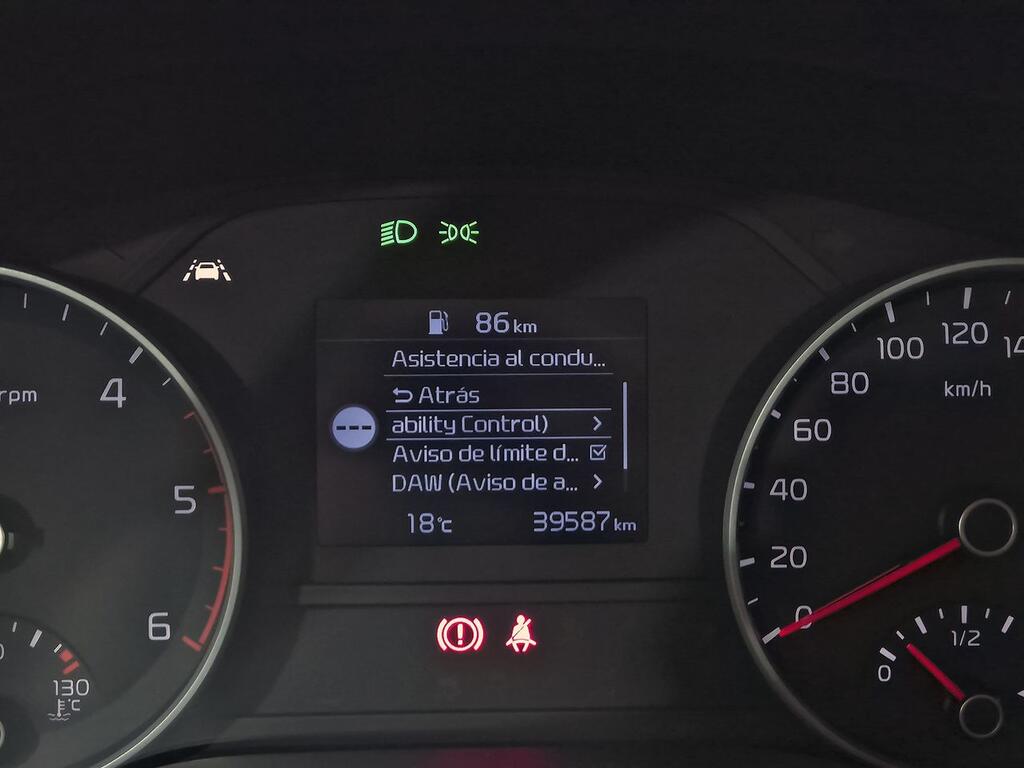 86 km
Asistencia al condu...
Atrás
ability Control)
Aviso de límite d...
DAW (Aviso de a...
18°c
39587 km
rpm
4
5
6
130
°C
0
20
40
60
80
100
120
14
km/h
0
1/2